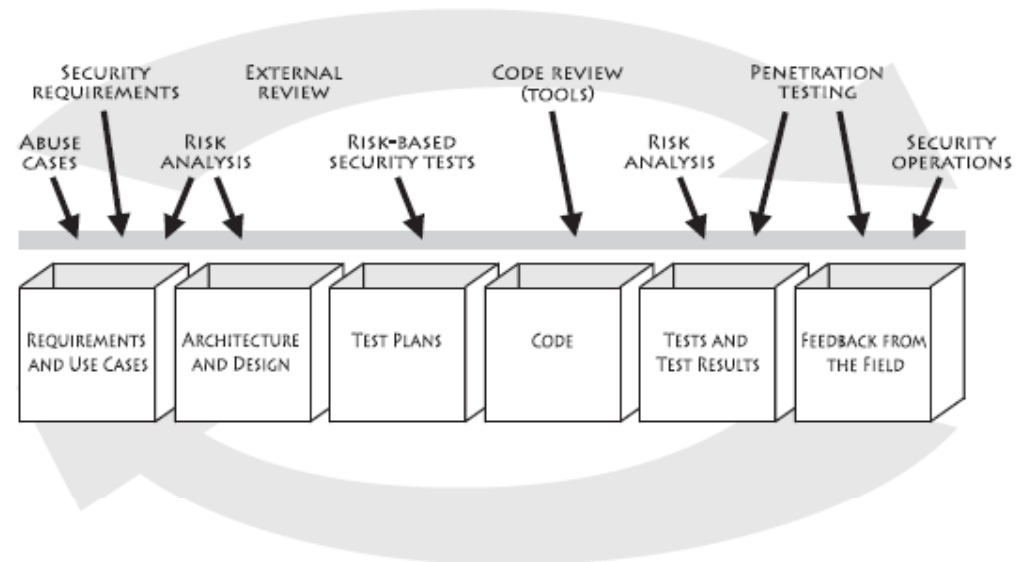 SECURITY
REQUIREMENTS
EXTERNAL
REVIEW
CODE REVIEW
(TOOLS)
PENETRATION
TESTING
ABUSE
CASES
RISK
ANALYSIS
RISK-BASED
SECURITY TESTS
RISK
ANALYSIS
SECURITY
OPERATIONS
REQUIREMENTS
AND USE CASES
ARCHITECTURE
AND DESIGN
TEST PLANS
CODE
TESTS AND
TEST RESULTS
FEEDBACK FROM
THE FIELD